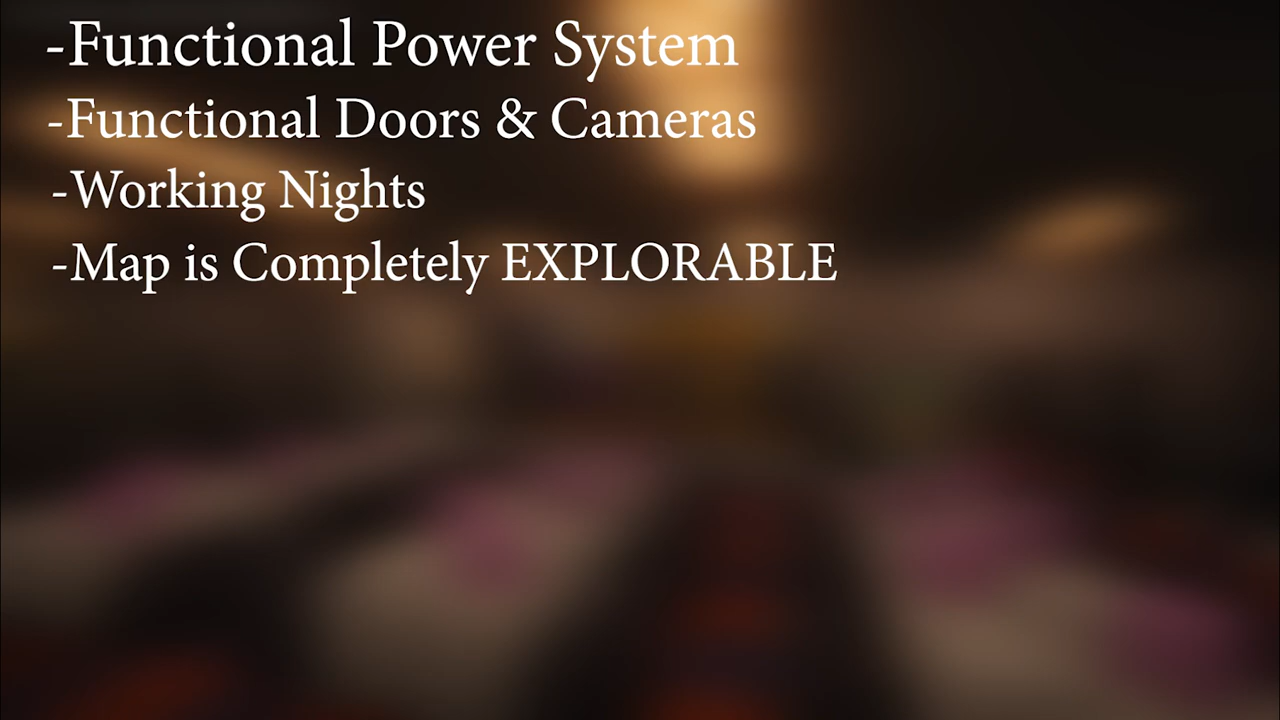 -Functional Power System
-Functional Doors & Cameras
-Working Nights
-Map is Completely EXPLORABLE